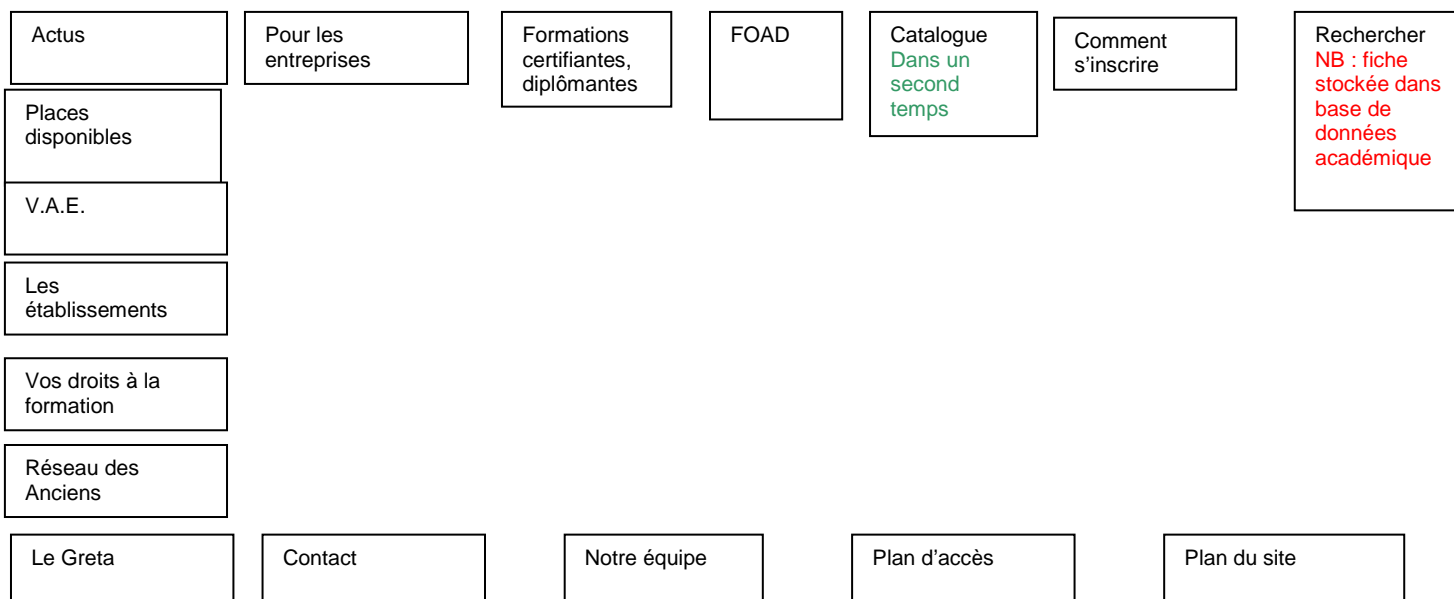 Actus
Pour les
entreprises
Formations
certifiantes,
diplômantes
FOAD
Catalogue
Dans un
second
temps
Comment
s’inscrire
Rechercher
NB : fiche
stockée dans
base de
données
académique
Places
disponibles
V.A.E.
Les
établissements
Vos droits à la
formation
Réseau des
Anciens
Le Greta
Contact
Notre équipe
Plan d’accès
Plan du site